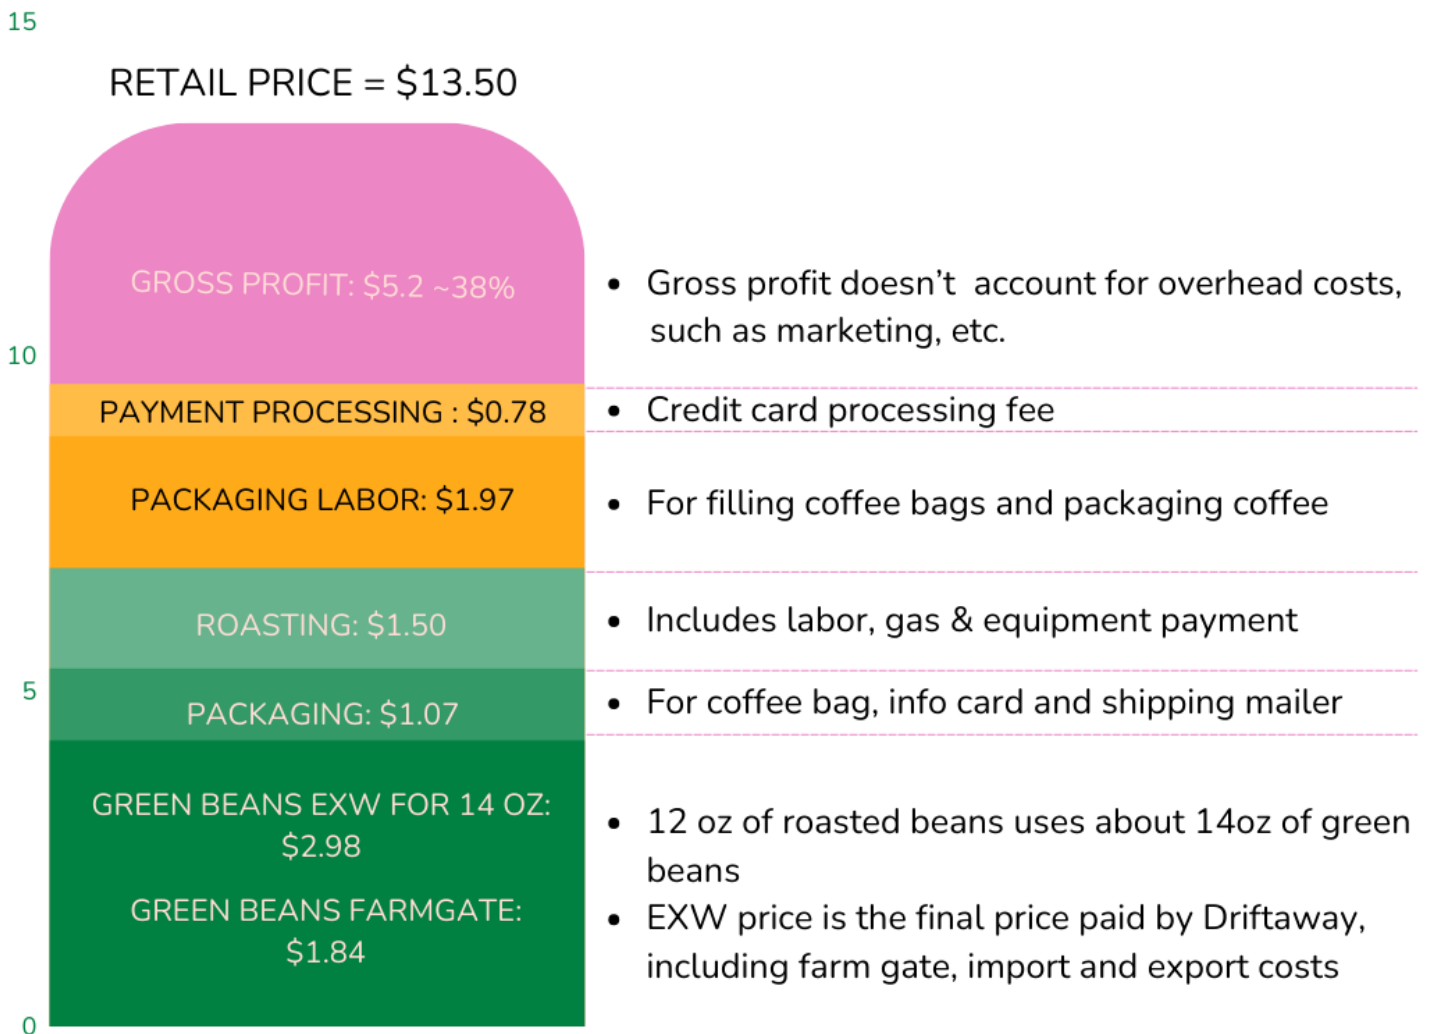 15
RETAIL PRICE = $13.50
GROSS PROFIT: $5.2 ~38%
• Gross profit doesn’t  account for overhead costs,
such as marketing, etc.
10
PAYMENT PROCESSING : $0.78
• Credit card processing fee
PACKAGING LABOR: $1.97
• For filling coffee bags and packaging coffee
ROASTING: $1.50
• Includes labor, gas & equipment payment
5
PACKAGING: $1.07
• For coffee bag, info card and shipping mailer
GREEN BEANS EXW FOR 14 OZ:
$2.98
GREEN BEANS FARMGATE:
$1.84
• 12 oz of roasted beans uses about 14oz of green
beans
• EXW price is the final price paid by Driftaway,
including farm gate, import and export costs
0